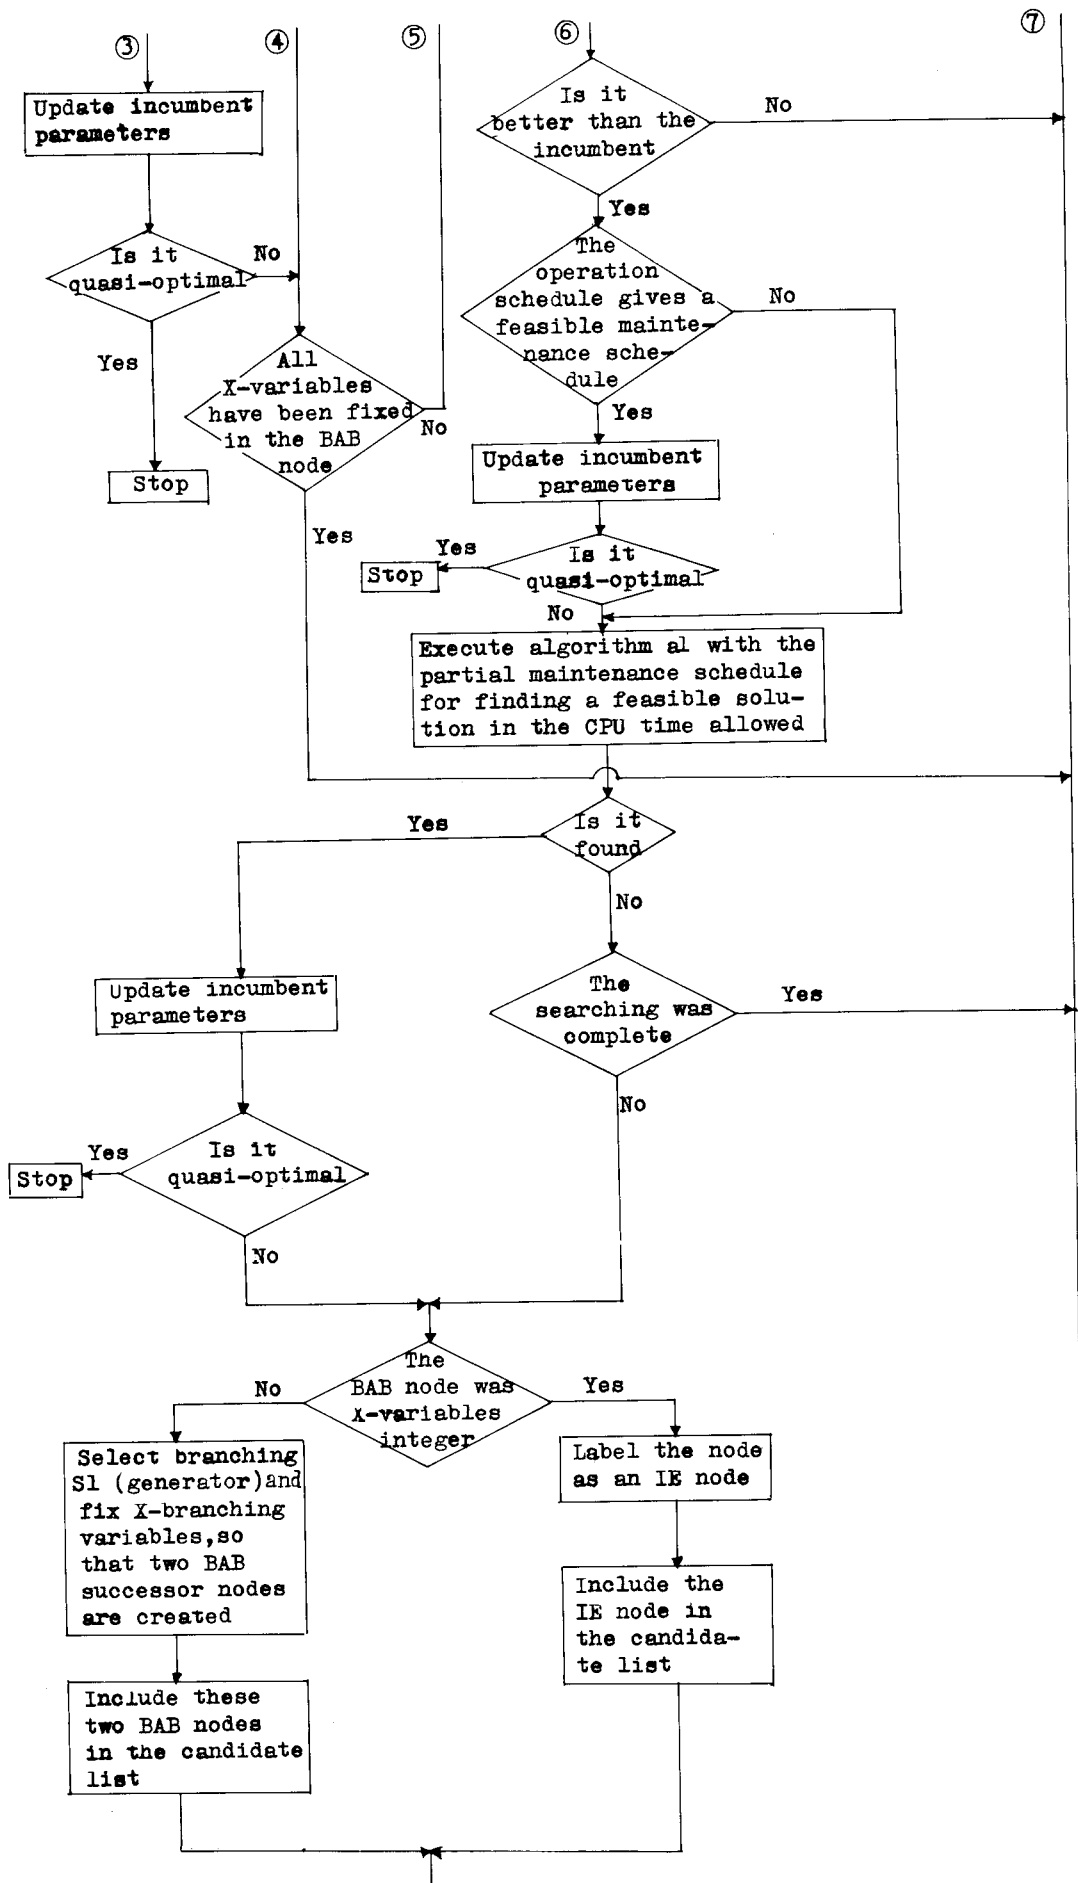 ③
④
⑤
⑥
⑦
Update incumbent
parameters
Is it
quasi-optimal
No
Yes
Stop
All
X-variables
have been fixed
in the BAB
node
No
Yes
Is it
better than the
incumbent
No
Yes
The
operation
schedule gives a
feasible mainte-
nance sche-
dule
No
Yes
Update incumbent
parameters
Is it
quasi-optimal
Yes
Stop
No
Execute algorithm al with the
partial maintenance schedule
for finding a feasible solu-
tion in the CPU time allowed
Is it
found
Yes
No
Update incumbent
parameters
The
searching was
complete
Yes
No
Is it
quasi-optimal
Yes
Stop
No
The
BAB node was
X-variables
integer
No
Yes
Select branching
S1 (generator)and
fix X-branching
variables,so
that two BAB
successor nodes
are created
Label the node
as an IE node
Include the
IE node in
the candida-
te list
Include these
two BAB nodes
in the candidate
list